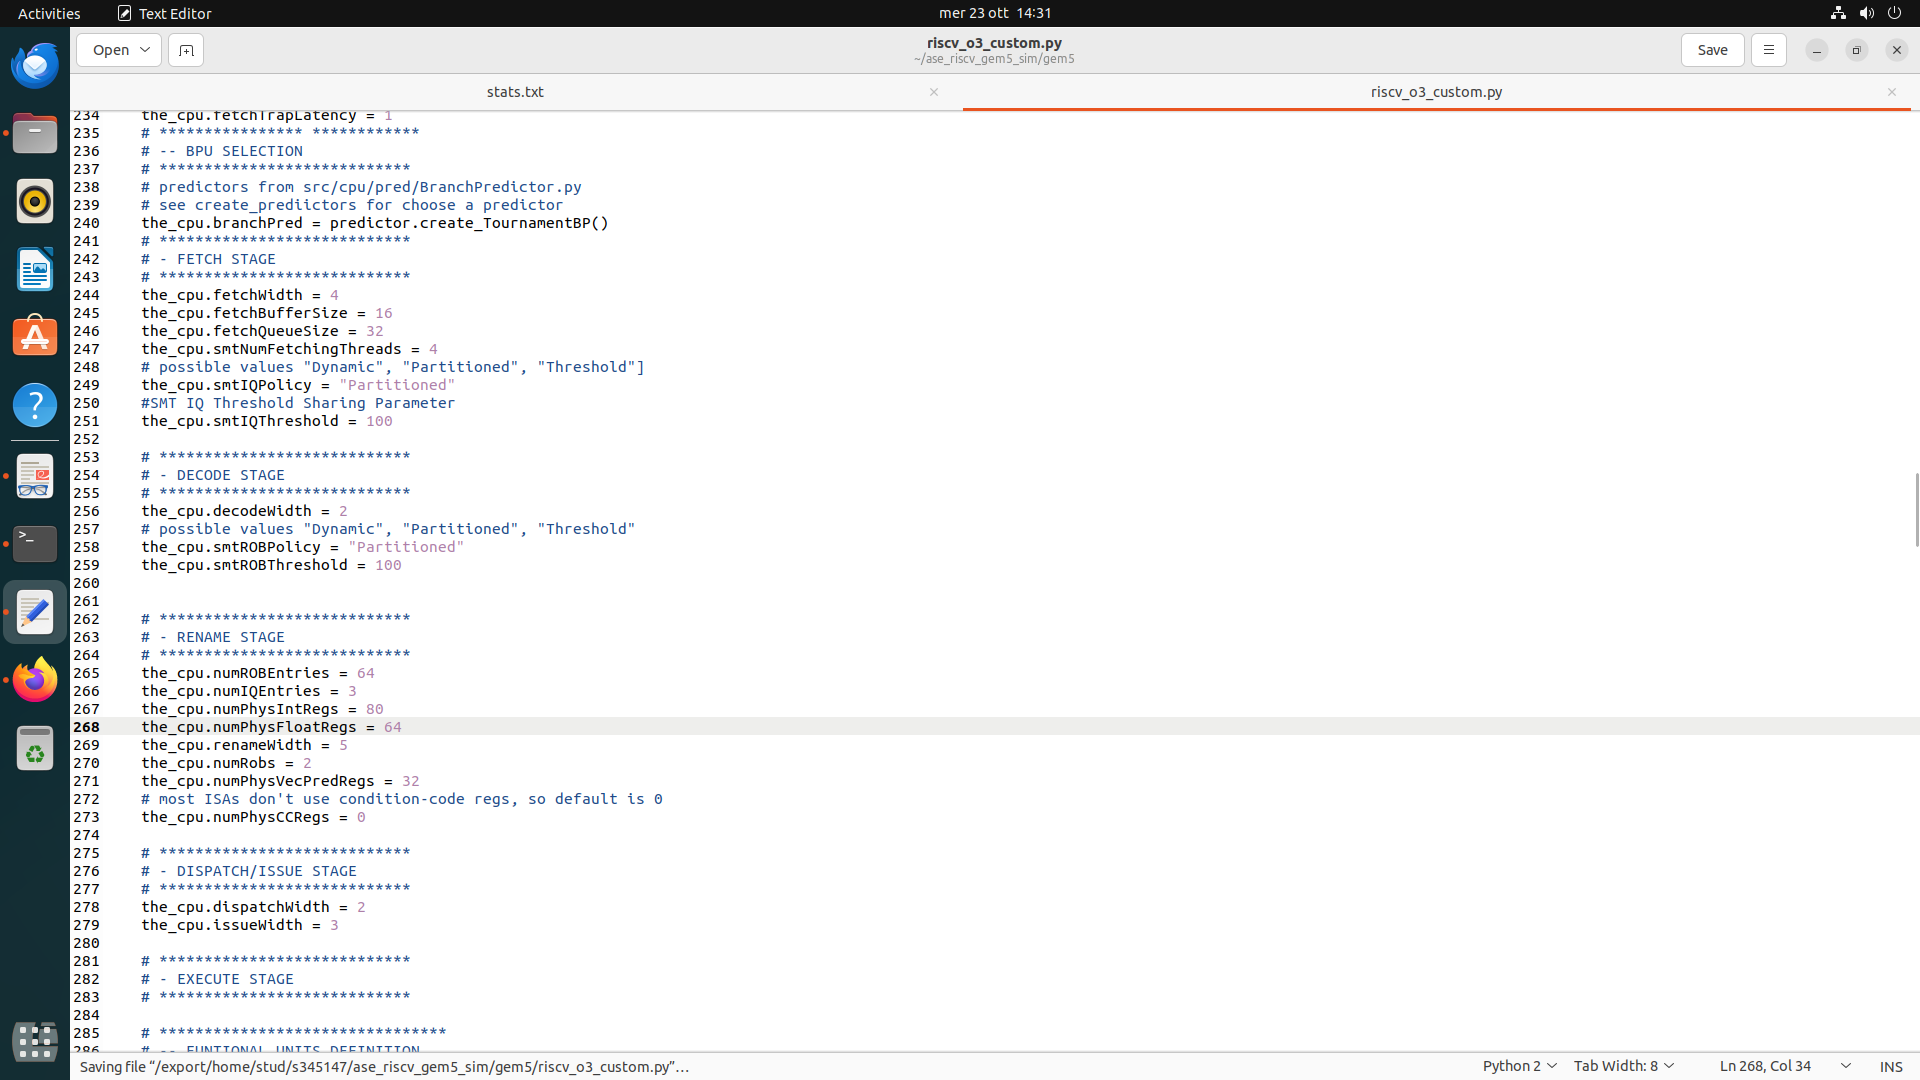 Activities
Text Editor
mer 23 ott 14:31
Open
riscv_o3_custom.py
~/ase_riscv_gem5_sim/gem5
Save
stats.txt
riscv_o3_custom.py
234 the_cpu.fetchTrapLatency = 1
235 # **************** ************
236 # -- BPU SELECTION
237 # ****************************
238 # predictors from src/cpu/pred/BranchPredictor.py
239 # see create_prediictors for choose a predictor
240 the_cpu.branchPred = predictor.create_TournamentBP()
241 # ****************************
242 # - FETCH STAGE
243 # ****************************
244 the_cpu.fetchWidth = 4
245 the_cpu.fetchBufferSize = 16
246 the_cpu.fetchQueueSize = 32
247 the_cpu.smtNumFetchingThreads = 4
248 # possible values "Dynamic", "Partitioned", "Threshold"]
249 the_cpu.smtIQPolicy = "Partitioned"
250 #SMT IQ Threshold Sharing Parameter
251 the_cpu.smtIQThreshold = 100
252
253 # ****************************
254 # - DECODE STAGE
255 # ****************************
256 the_cpu.decodeWidth = 2
257 # possible values "Dynamic", "Partitioned", "Threshold"
258 the_cpu.smtROBPolicy = "Partitioned"
259 the_cpu.smtROBThreshold = 100
260
261
262 # ****************************
263 # - RENAME STAGE
264 # ****************************
265 the_cpu.numROBEntries = 64
266 the_cpu.numIQEntries = 3
267 the_cpu.numPhysIntRegs = 80
268 the_cpu.numPhysFloatRegs = 64
269 the_cpu.renameWidth = 5
270 the_cpu.numRobs = 2
271 the_cpu.numPhysVecPredRegs = 32
272 # most ISAs don't use condition-code regs, so default is 0
273 the_cpu.numPhysCCRegs = 0
274
275 # ****************************
276 # - DISPATCH/ISSUE STAGE
277 # ****************************
278 the_cpu.dispatchWidth = 2
279 the_cpu.issueWidth = 3
280
281 # ****************************
282 # - EXECUTE STAGE
283 # ****************************
284
285 # ********************************
286 # -- FUNTIONAL UNITS DEFINITION
Saving file “/export/home/stud/s345147/ase_riscv_gem5_sim/gem5/riscv_o3_custom.py”…
Python 2
Tab Width: 8
Ln 268, Col 34
INS